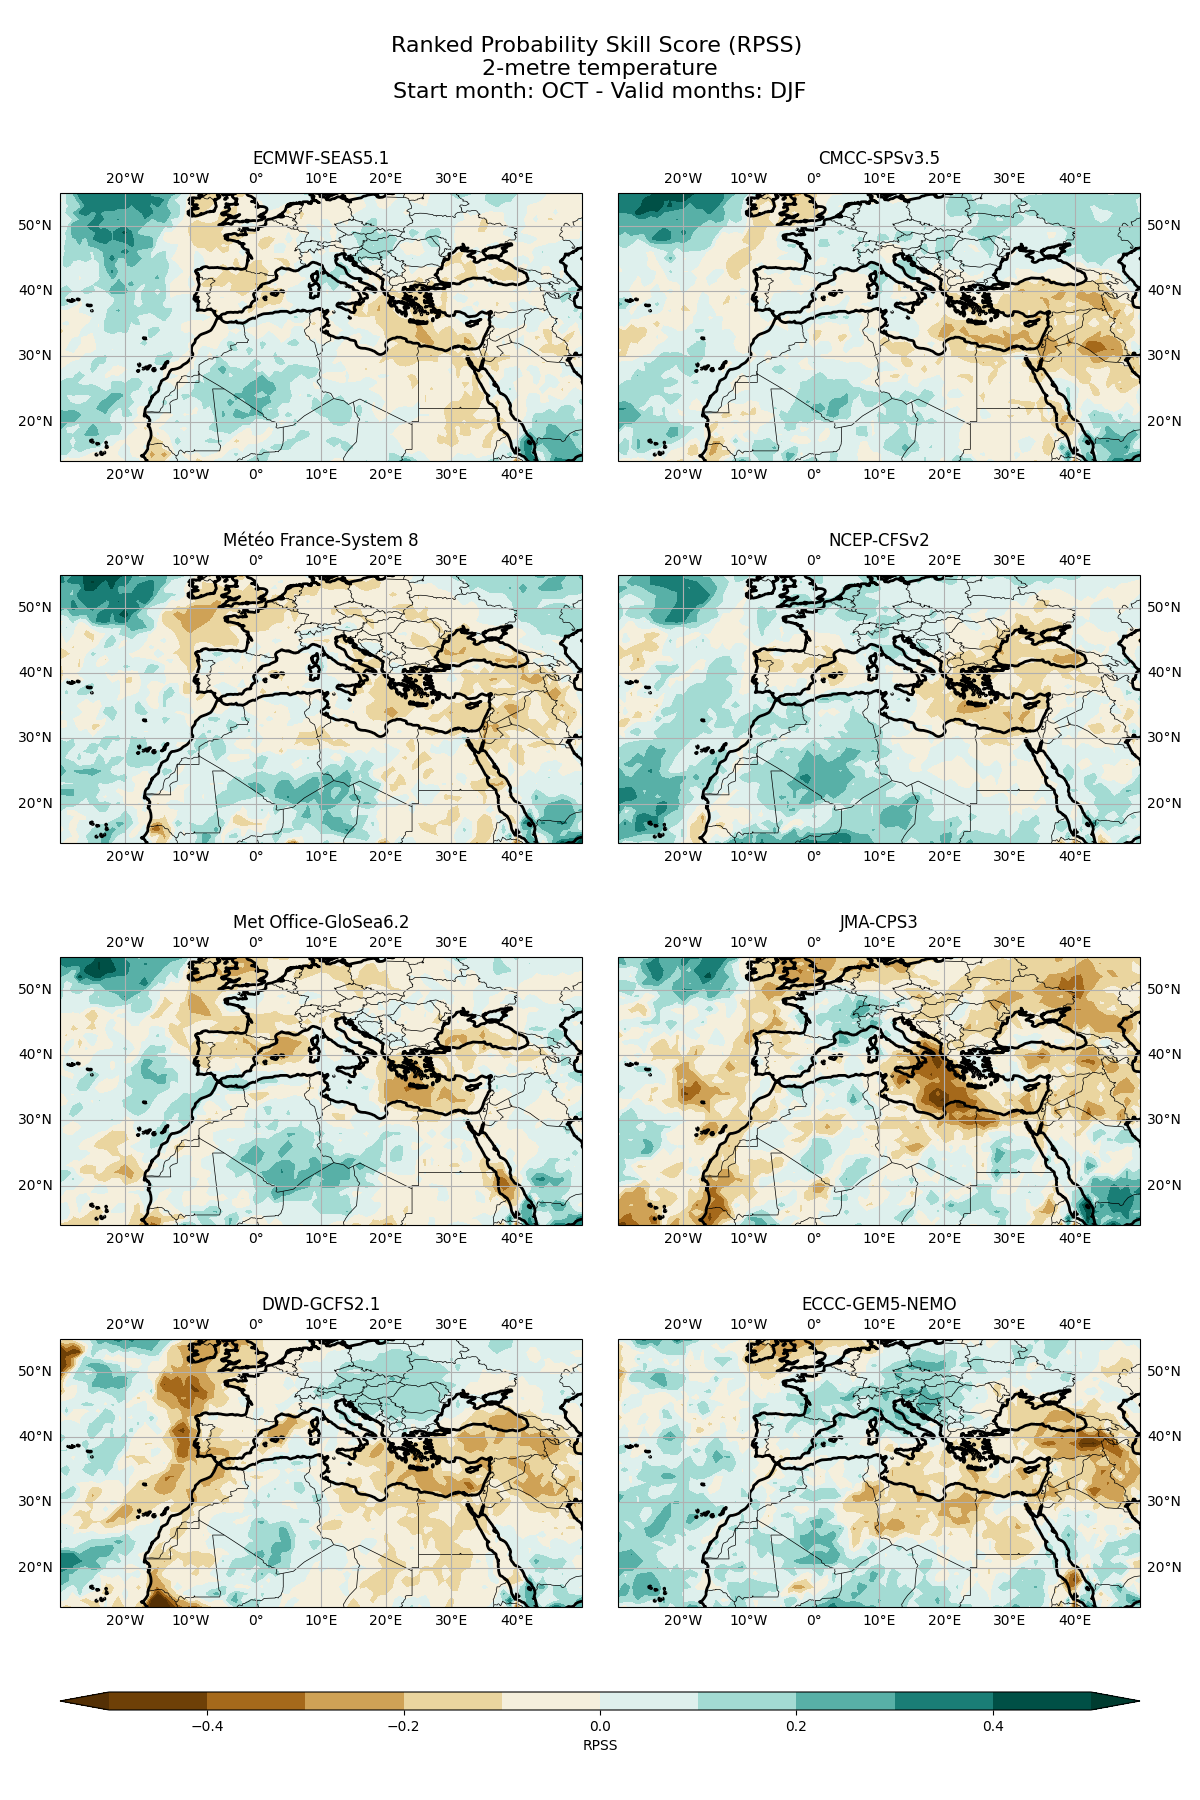 Ranked Probability Skill Score (RPSS)
2-metre temperature
Start month: OCT - Valid months: DJF
ECMWF-SEAS5.1
CMCC-SPSv3.5
20°W 10°W 0° 10°E 20°E 30°E 40°E
20°W 10°W 0° 10°E 20°E 30°E 40°E
50°N
50°N
40°N
40°N
30°N
30°N
20°N
20°N
20°W 10°W 0° 10°E 20°E 30°E 40°E
20°W 10°W 0° 10°E 20°E 30°E 40°E
Météo France-System 8
NCEP-CFSv2
20°W 10°W 0° 10°E 20°E 30°E 40°E
20°W 10°W 0° 10°E 20°E 30°E 40°E
50°N
50°N
40°N
40°N
30°N
30°N
20°N
20°N
20°W 10°W 0° 10°E 20°E 30°E 40°E
20°W 10°W 0° 10°E 20°E 30°E 40°E
Met Office-GloSea6.2
JMA-CPS3
20°W 10°W 0° 10°E 20°E 30°E 40°E
20°W 10°W 0° 10°E 20°E 30°E 40°E
50°N
50°N
40°N
40°N
30°N
30°N
20°N
20°N
20°W 10°W 0° 10°E 20°E 30°E 40°E
20°W 10°W 0° 10°E 20°E 30°E 40°E
DWD-GCFS2.1
ECCC-GEM5-NEMO
20°W 10°W 0° 10°E 20°E 30°E 40°E
20°W 10°W 0° 10°E 20°E 30°E 40°E
50°N
50°N
40°N
40°N
30°N
30°N
20°N
20°N
20°W 10°W 0° 10°E 20°E 30°E 40°E
20°W 10°W 0° 10°E 20°E 30°E 40°E
−0.4 −0.2 0.0 0.2 0.4
RPSS